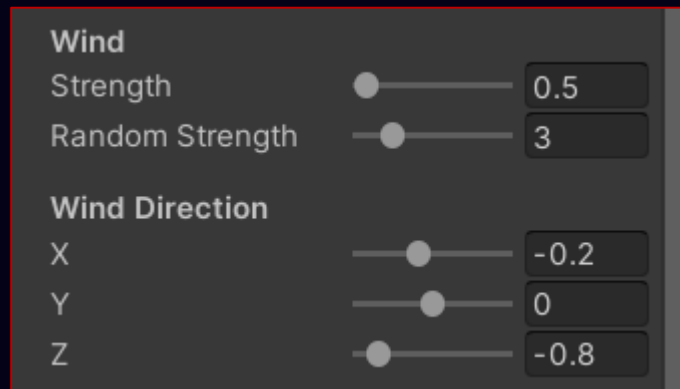 Wind
Strength 0.5
Random Strength 3
Wind Direction
X -0.2
Y 0
Z -0.8